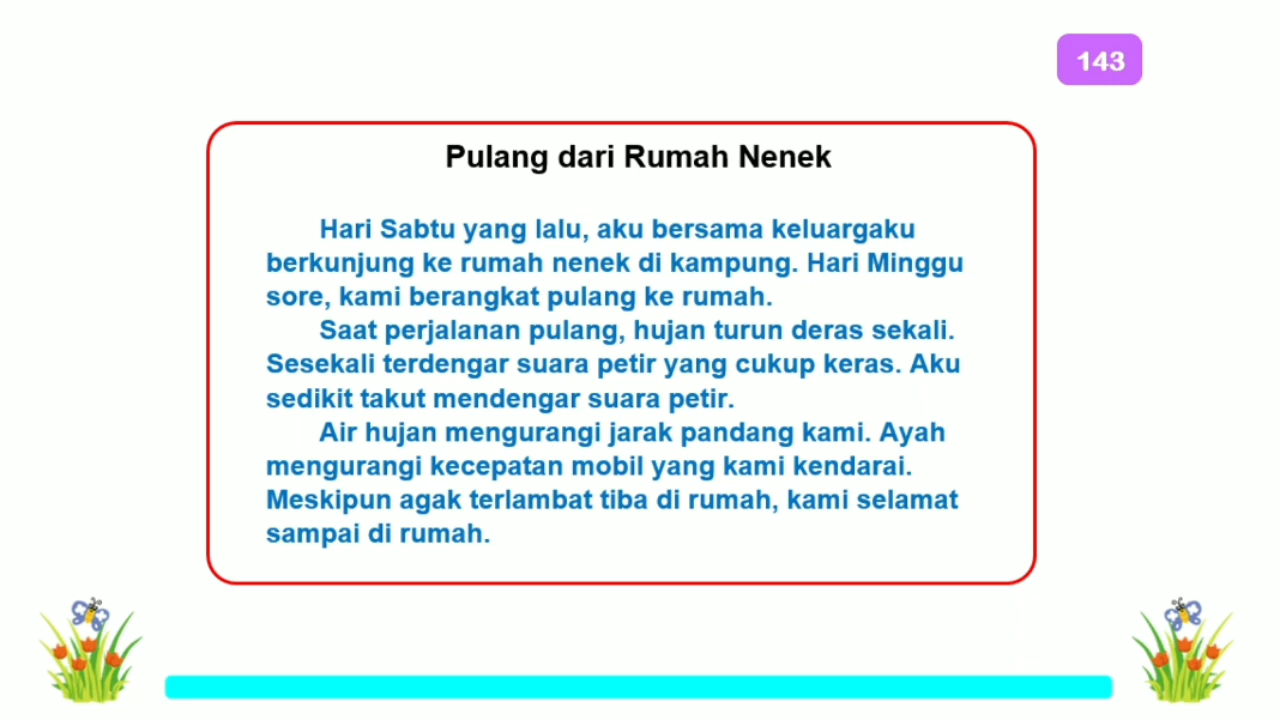 143
Pulang dari Rumah Nenek
Hari Sabtu yang lalu, aku bersama keluargaku
berkunjung ke rumah nenek di kampung. Hari Minggu
sore, kami berangkat pulang ke rumah.
Saat perjalanan pulang, hujan turun deras sekali.
Sesekali terdengar suara petir yang cukup keras. Aku
sedikit takut mendengar suara petir.
Air hujan mengurangi jarak pandang kami. Ayah
mengurangi kecepatan mobil yang kami kendarai.
Meskipun agak terlambat tiba di rumah, kami selamat
sampai di rumah.